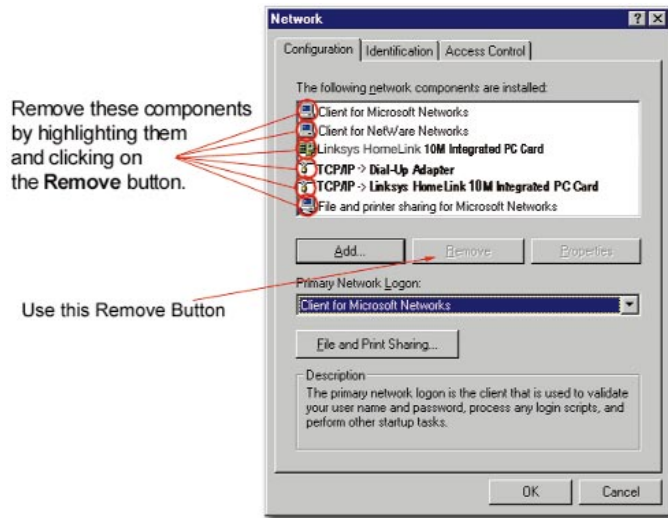 Network
Configuration Identification Access Control
The following network components are installed:
Client for Microsoft Networks
Client for NetWare Networks
Linksys HomeLink 10M Integrated PC Card
TCP/IP -> Dial-Up Adapter
TCP/IP -> Linksys HomeLink 10M Integrated PC Card
File and printer sharing for Microsoft Networks
Remove these components
by highlighting them
and clicking on
the Remove button.
Add... Remove Properties
Primary Network Logon:
Client for Microsoft Networks
Use this Remove Button
File and Print Sharing...
Description
The primary network logon is the client that is used to validate
your user name and password, process any login scripts, and
perform other startup tasks.
OK Cancel